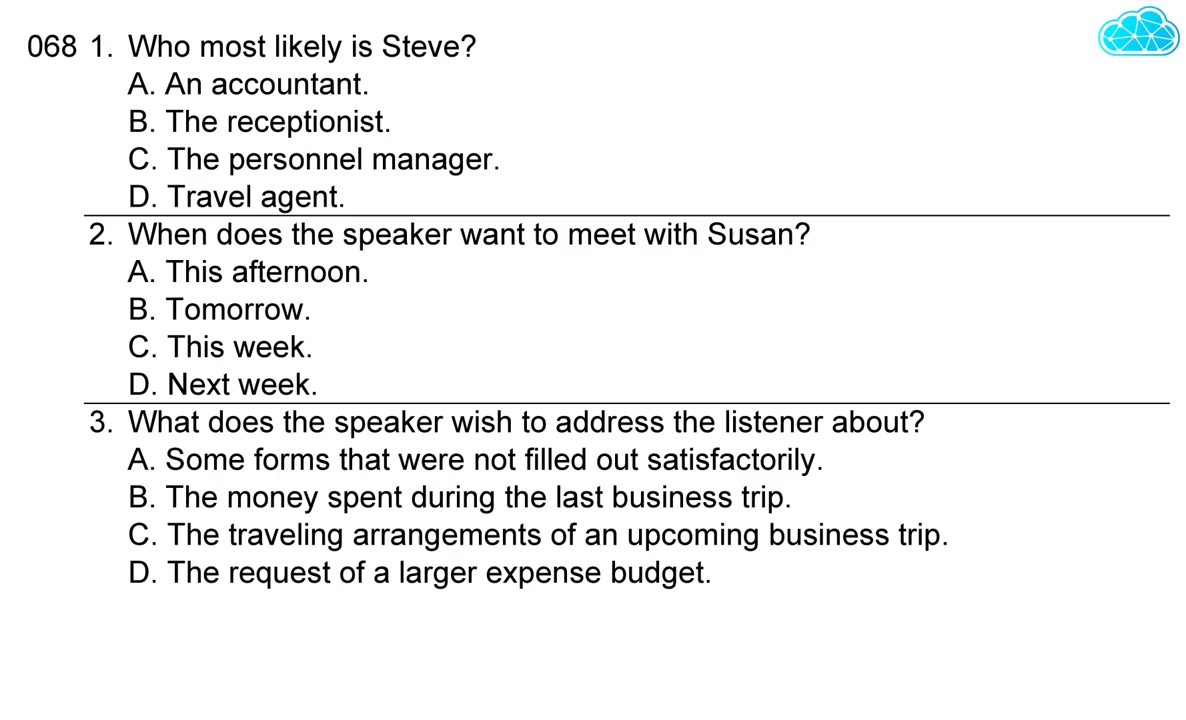 068 1. Who most likely is Steve?
A. An accountant.
B. The receptionist.
C. The personnel manager.
D. Travel agent.
2. When does the speaker want to meet with Susan?
A. This afternoon.
B. Tomorrow.
C. This week.
D. Next week.
3. What does the speaker wish to address the listener about?
A. Some forms that were not filled out satisfactorily.
B. The money spent during the last business trip.
C. The traveling arrangements of an upcoming business trip.
D. The request of a larger expense budget.